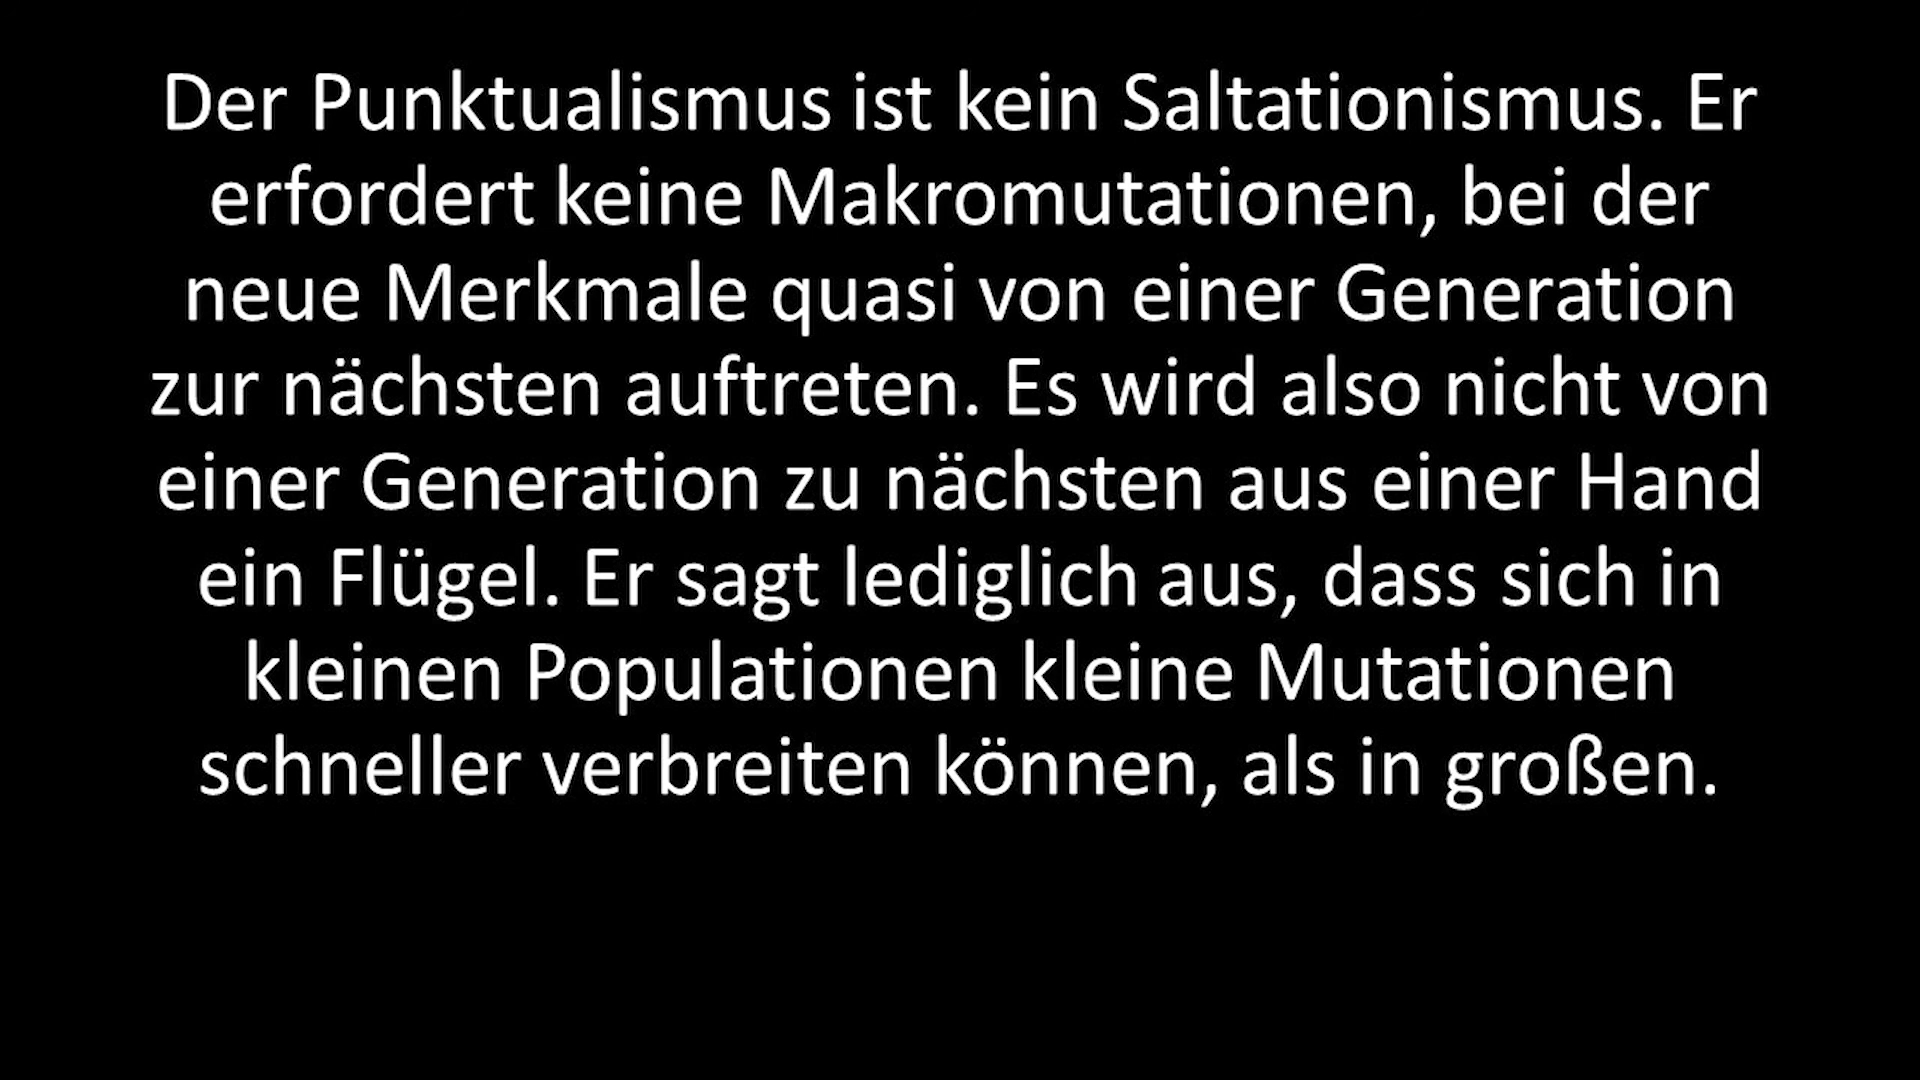 Der Punktualismus ist kein Saltationismus. Er
erfordert keine Makromutationen, bei der
neue Merkmale quasi von einer Generation
zur nächsten auftreten. Es wird also nicht von
einer Generation zu nächsten aus einer Hand
ein Flügel. Er sagt lediglich aus, dass sich in
kleinen Populationen kleine Mutationen
schneller verbreiten können, als in großen.